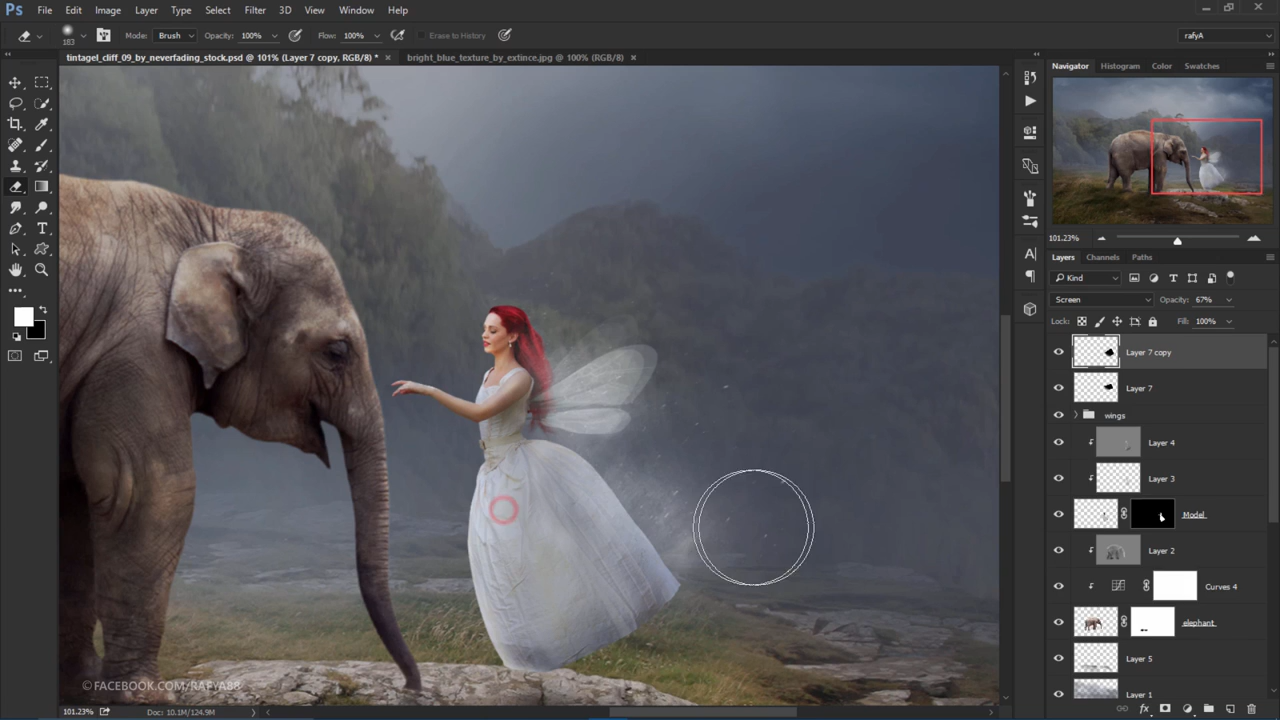 Ps File Edit Image Layer Type Select Filter 3D View Window Help
183 Mode: Brush Opacity: 100% Flow: 100% Erase to History rafyA
tintagel_cliff_09_by_neverfading_stock.psd @ 101% (Layer 7 copy, RGB/8) * × bright_blue_texture_by_extince.jpg @ 100% (RGB/8) ×
Navigator Histogram Color Swatches
101.23%
Layers Channels Paths
Kind
Screen Opacity: 67%
Lock: Fill: 100%
Layer 7 copy
Layer 7
wings
Layer 4
Layer 3
Model
Layer 2
Curves 4
elephant
Layer 5
Layer 1
©FACEBOOK.COM/RAFYA88
101.23% Doc: 10.1M/124.9M